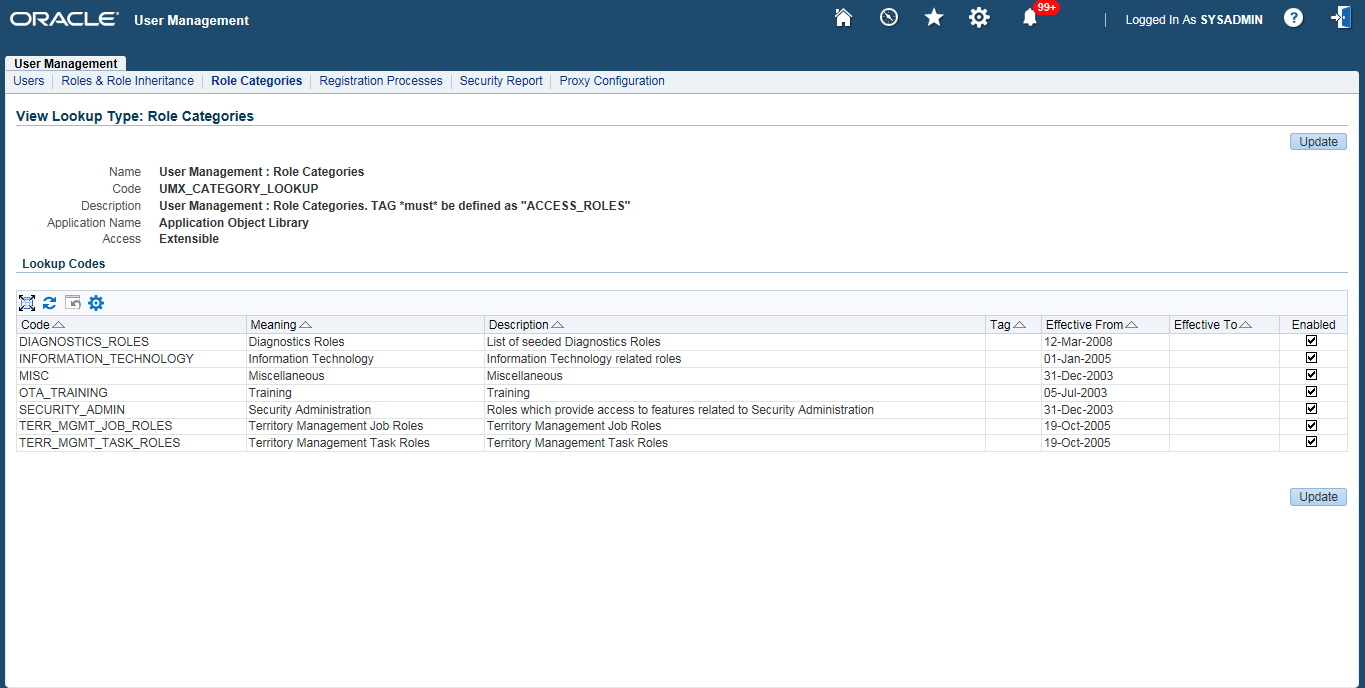 ORACLE® User Management 99+ Logged In As SYSADMIN ?
User Management
Users Roles & Role Inheritance Role Categories Registration Processes Security Report Proxy Configuration
View Lookup Type: Role Categories
Update
Name User Management : Role Categories
Code UMX_CATEGORY_LOOKUP
Description User Management : Role Categories. TAG *must* be defined as "ACCESS_ROLES"
Application Name Application Object Library
Access Extensible
Lookup Codes
Code Meaning Description Tag Effective From Effective To Enabled
DIAGNOSTICS_ROLES Diagnostics Roles List of seeded Diagnostics Roles 12-Mar-2008
INFORMATION_TECHNOLOGY Information Technology Information Technology related roles 01-Jan-2005
MISC Miscellaneous Miscellaneous 31-Dec-2003
OTA_TRAINING Training Training 05-Jul-2003
SECURITY_ADMIN Security Administration Roles which provide access to features related to Security Administration 31-Dec-2003
TERR_MGMT_JOB_ROLES Territory Management Job Roles Territory Management Job Roles 19-Oct-2005
TERR_MGMT_TASK_ROLES Territory Management Task Roles Territory Management Task Roles 19-Oct-2005
Update